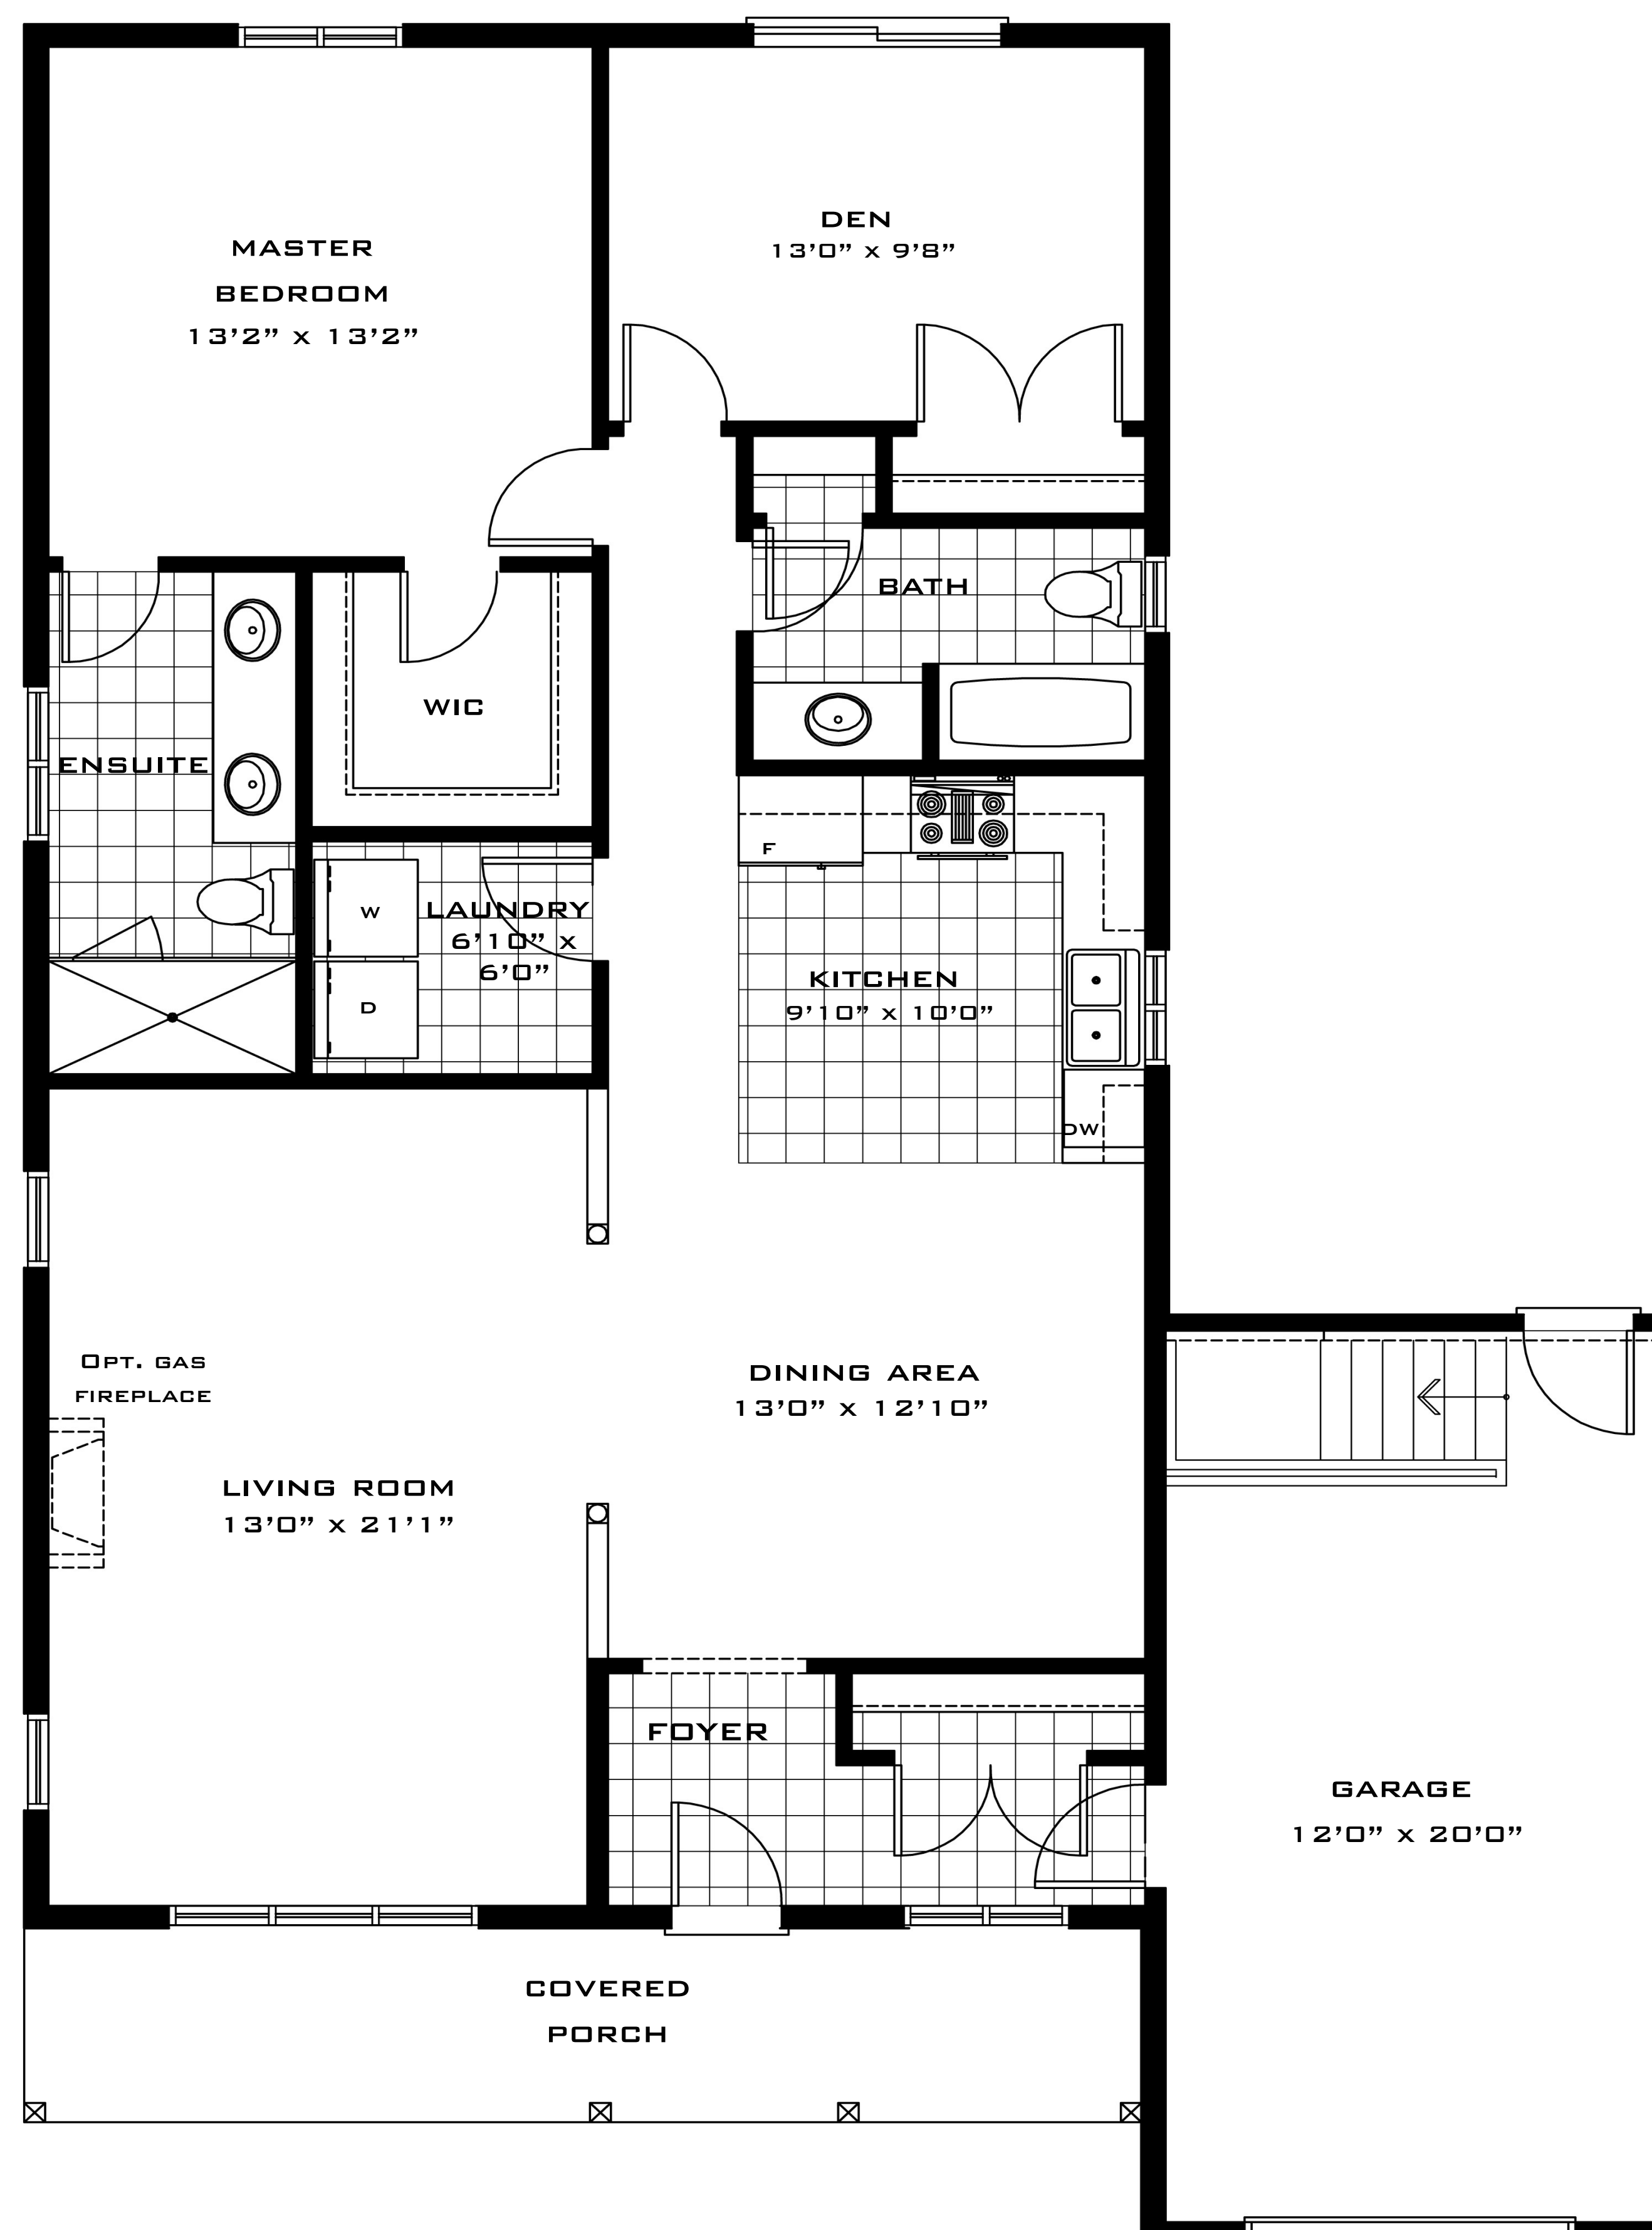 MASTER
BEDROOM
13'2” x 13'2”
DEN
13'0” x 9'8”
BATH
WIC
ENSUITE
F
W
LAUNDRY
6'10” x
6'0”
D
KITCHEN
9'10” x 10'0”
DW
OPT. GAS
FIREPLACE
DINING AREA
13'0” x 12'10”
LIVING ROOM
13'0” x 21'1”
FOYER
GARAGE
12'0” x 20'0”
COVERED
PORCH